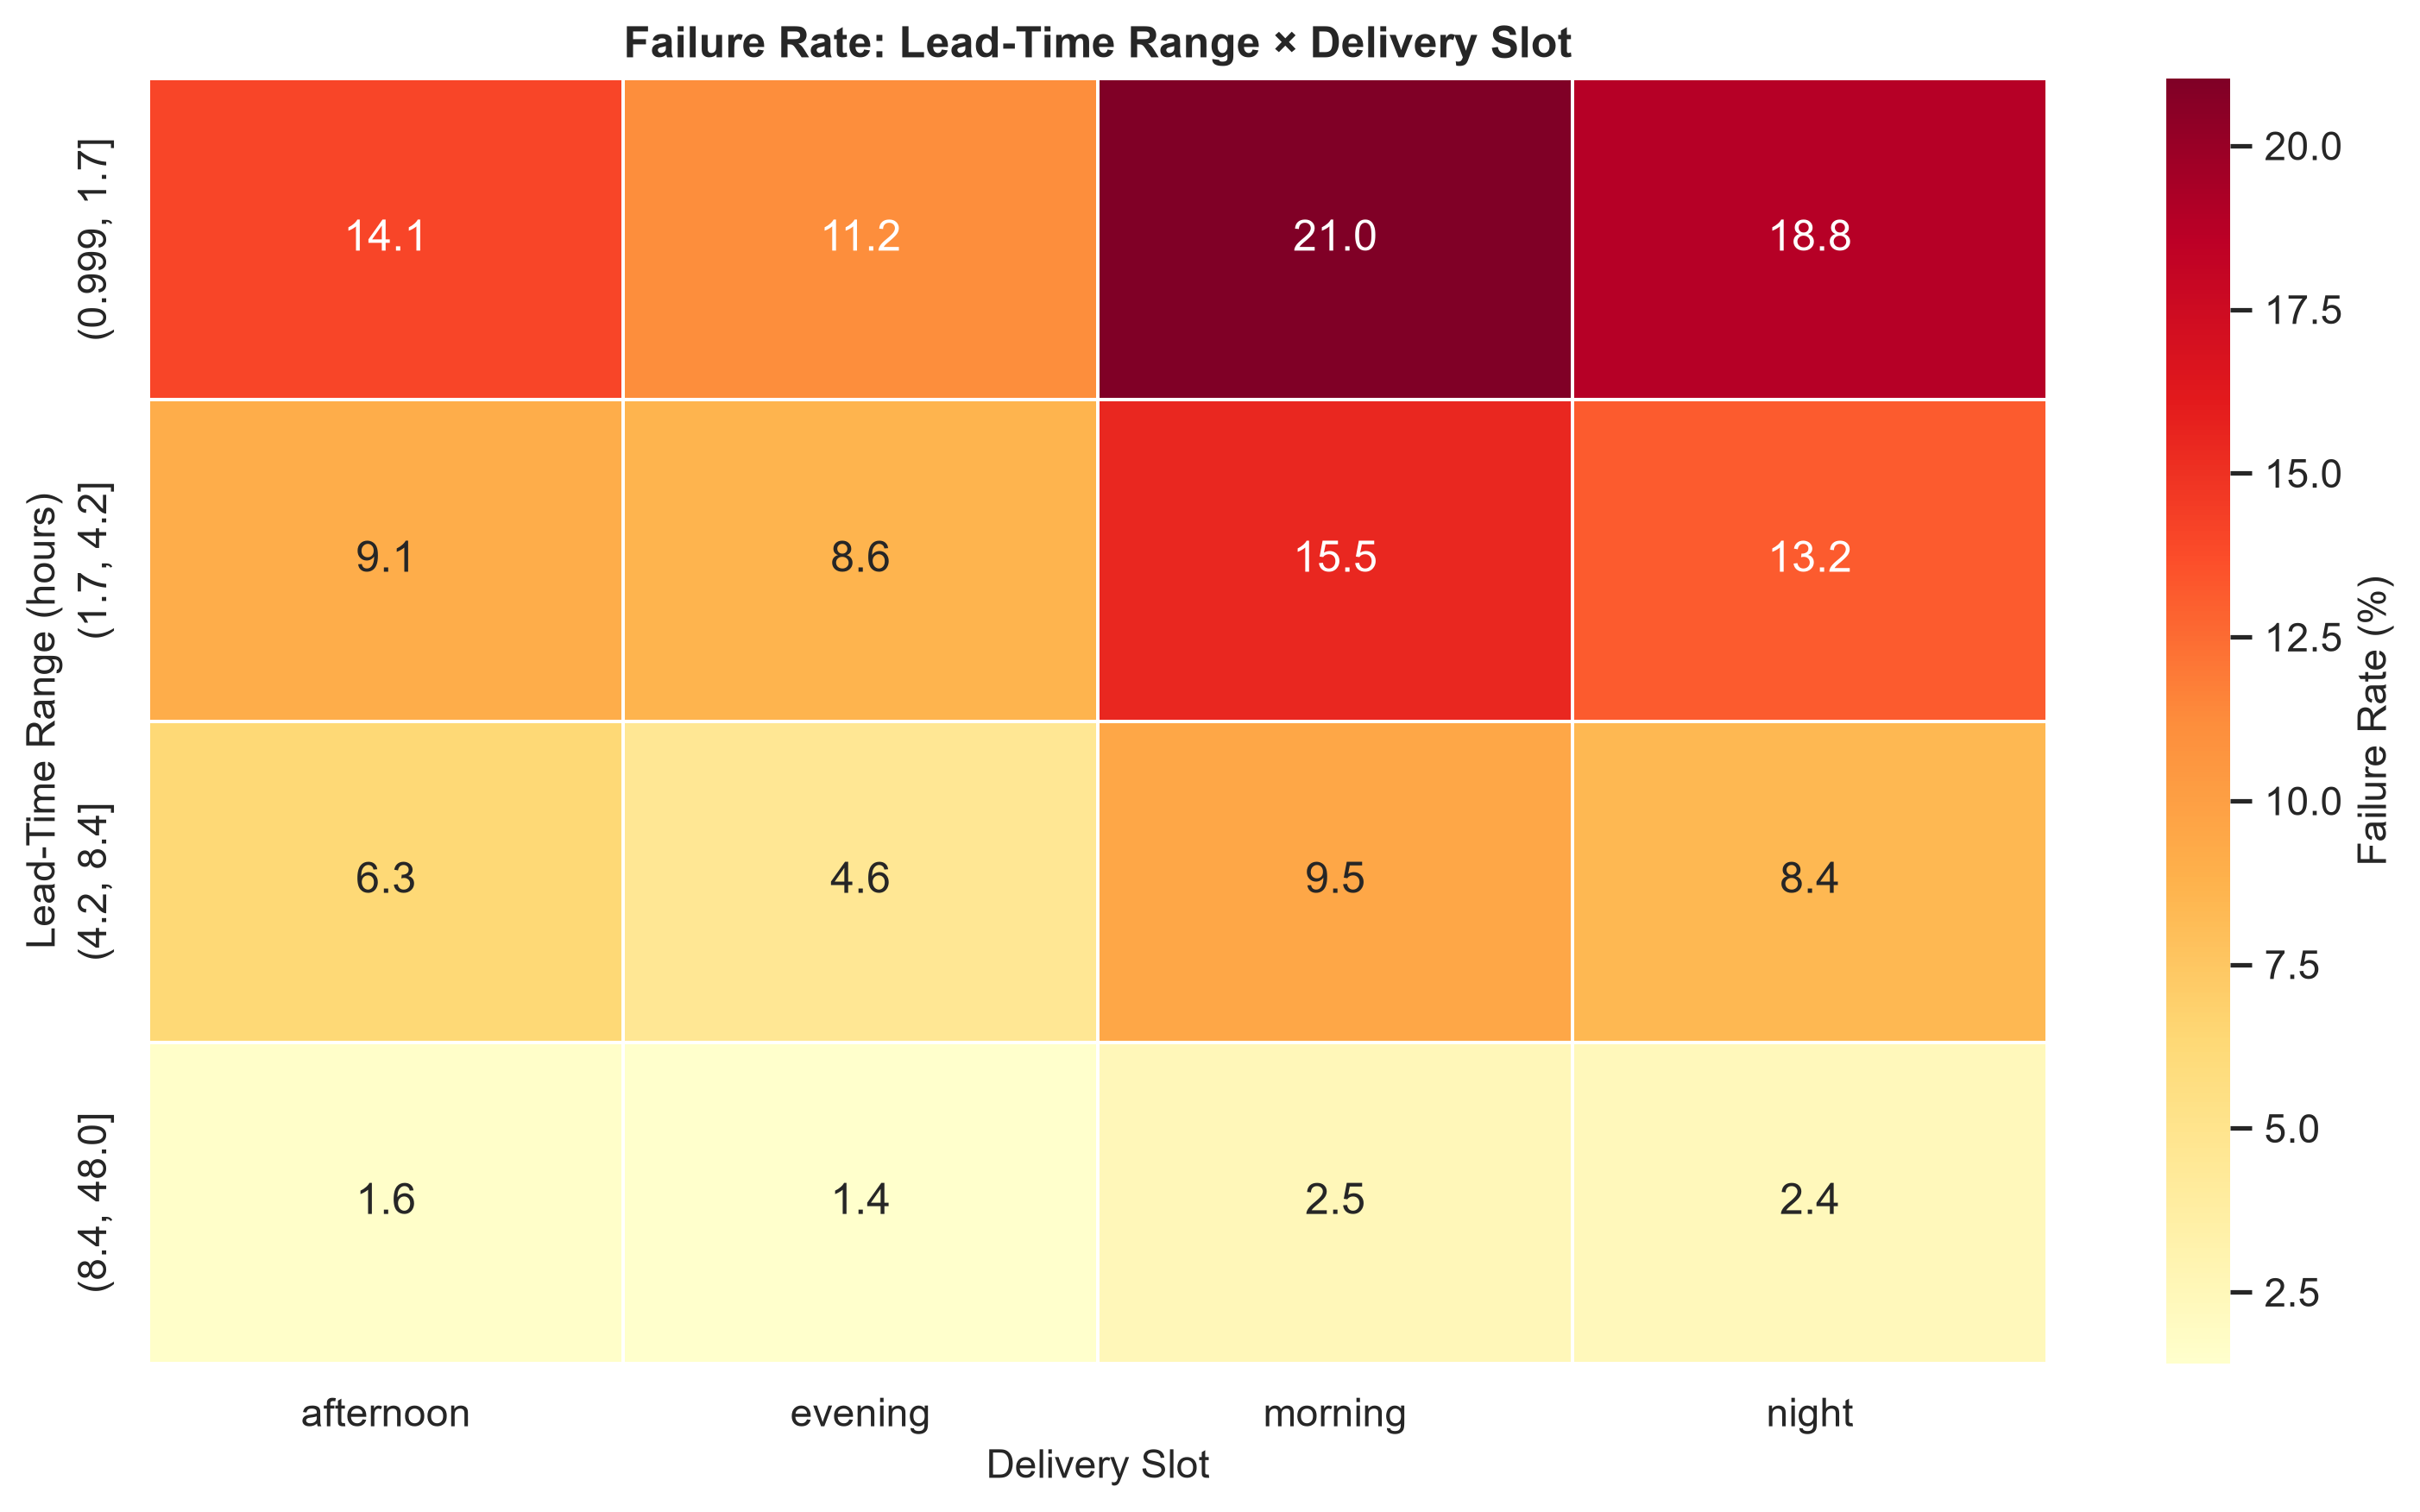 Failure Rate: Lead-Time Range × Delivery Slot
Lead-Time Range (hours)
(0.999, 1.7]
14.1 11.2 21.0 18.8
(1.7, 4.2]
9.1 8.6 15.5 13.2
(4.2, 8.4]
6.3 4.6 9.5 8.4
(8.4, 48.0]
1.6 1.4 2.5 2.4
afternoon evening morning night
Delivery Slot
20.0
17.5
15.0
12.5
10.0
7.5
5.0
2.5
Failure Rate (%)